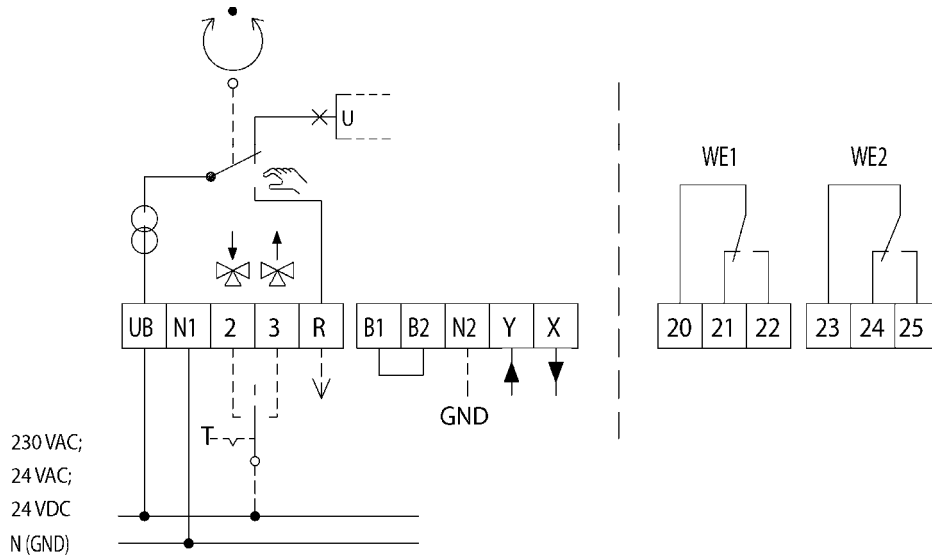 U
WE1 WE2
UB N1 2 3 R B1 B2 N2 Y X 20 21 22 23 24 25
GND
T
230 VAC;
24 VAC;
24 VDC
N (GND)